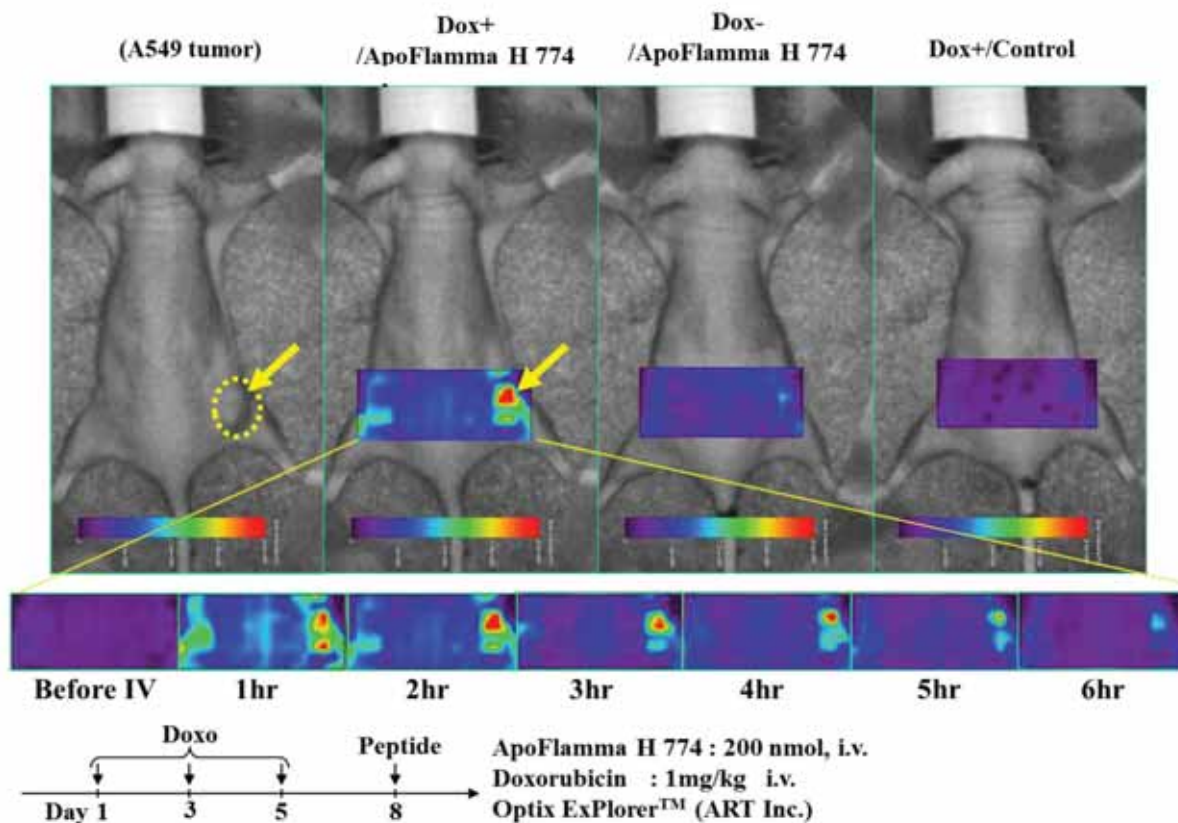 (A549 tumor)
Dox+
/ApoFlamma H 774
Dox-
/ApoFlamma H 774
Dox+/Control
Before IV
1hr
2hr
3hr
4hr
5hr
6hr
Doxo
Peptide
Day 1
3
5
8
ApoFlamma H 774 : 200 nmol, i.v.
Doxorubicin : 1mg/kg i.v.
Optix ExPlorer™ (ART Inc.)